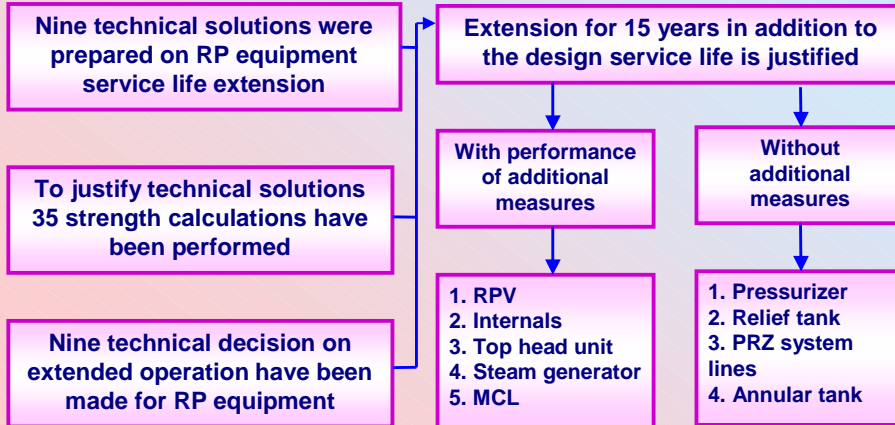 Nine technical solutions were
prepared on RP equipment
service life extension
To justify technical solutions
35 strength calculations have
been performed
Nine technical decision on
extended operation have been
made for RP equipment
Extension for 15 years in addition to
the design service life is justified
With performance
of additional
measures
Without
additional
measures
1. RPV
2. Internals
3. Top head unit
4. Steam generator
5. MCL
1. Pressurizer
2. Relief tank
3. PRZ system
lines
4. Annular tank